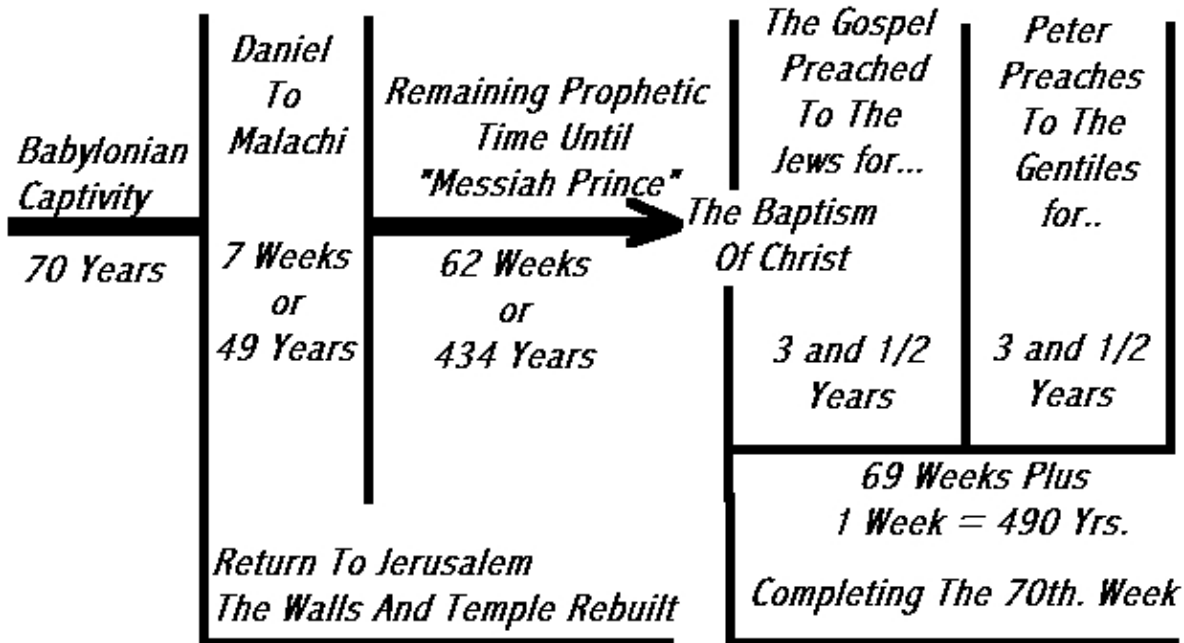 Babylonian
Captivity
70 Years
Daniel
To
Malachi
7 Weeks
or
49 Years
Remaining Prophetic
Time Until
"Messiah Prince"
62 Weeks
or
434 Years
The Baptism
Of Christ
The Gospel
Preached
To The
Jews for...
3 and 1/2
Years
Peter
Preaches
To The
Gentiles
for..
3 and 1/2
Years
69 Weeks Plus
1 Week = 490 Yrs.
Completing The 70th. Week
Return To Jerusalem
The Walls And Temple Rebuilt